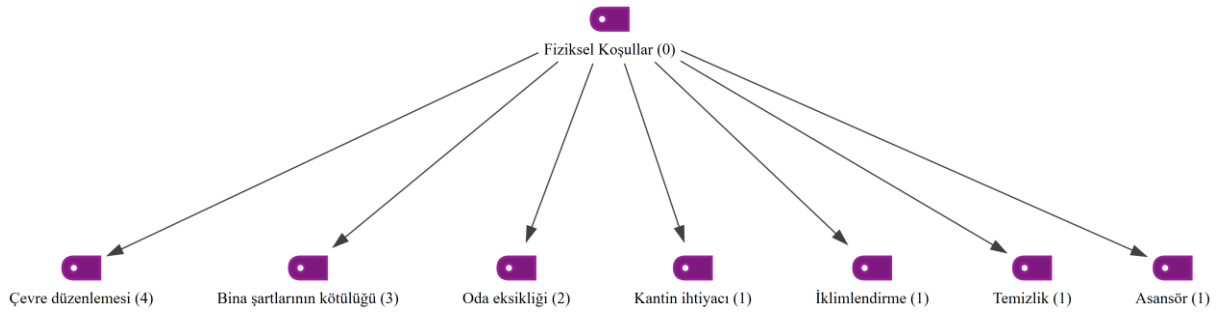 Fiziksel Koşullar (0)
Çevre düzenlemesi (4)
Bina şartlarının kötülüğü (3)
Oda eksikliği (2)
Kantin ihtiyacı (1)
İklimlendirme (1)
Temizlik (1)
Asansör (1)